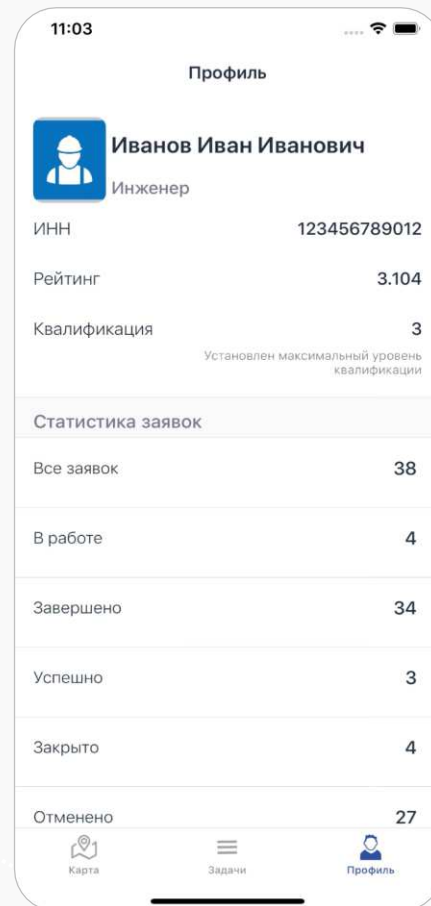 11:03
Профиль
Иванов Иван Иванович
Инженер
ИНН 123456789012
Рейтинг 3.104
Квалификация 3
Установлен максимальный уровень
квалификации
Статистика заявок
Все заявок 38
В работе 4
Завершено 34
Успешно 3
Закрыто 4
Отменено 27
Карта Задачи Профиль